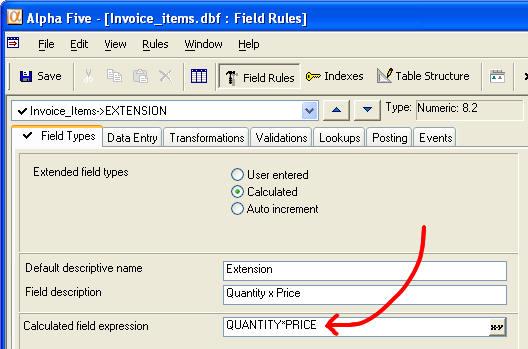 Alpha Five - [Invoice_items.dbf : Field Rules]
File Edit View Rules Window Help
Save Field Rules Indexes Table Structure
Invoice_Items->EXTENSION Type: Numeric: 8.2
Field Types Data Entry Transformations Validations Lookups Posting Events
Extended field types User entered
Calculated
Auto increment
Default descriptive name Extension
Field description Quantity x Price
Calculated field expression QUANTITY*PRICE x-y